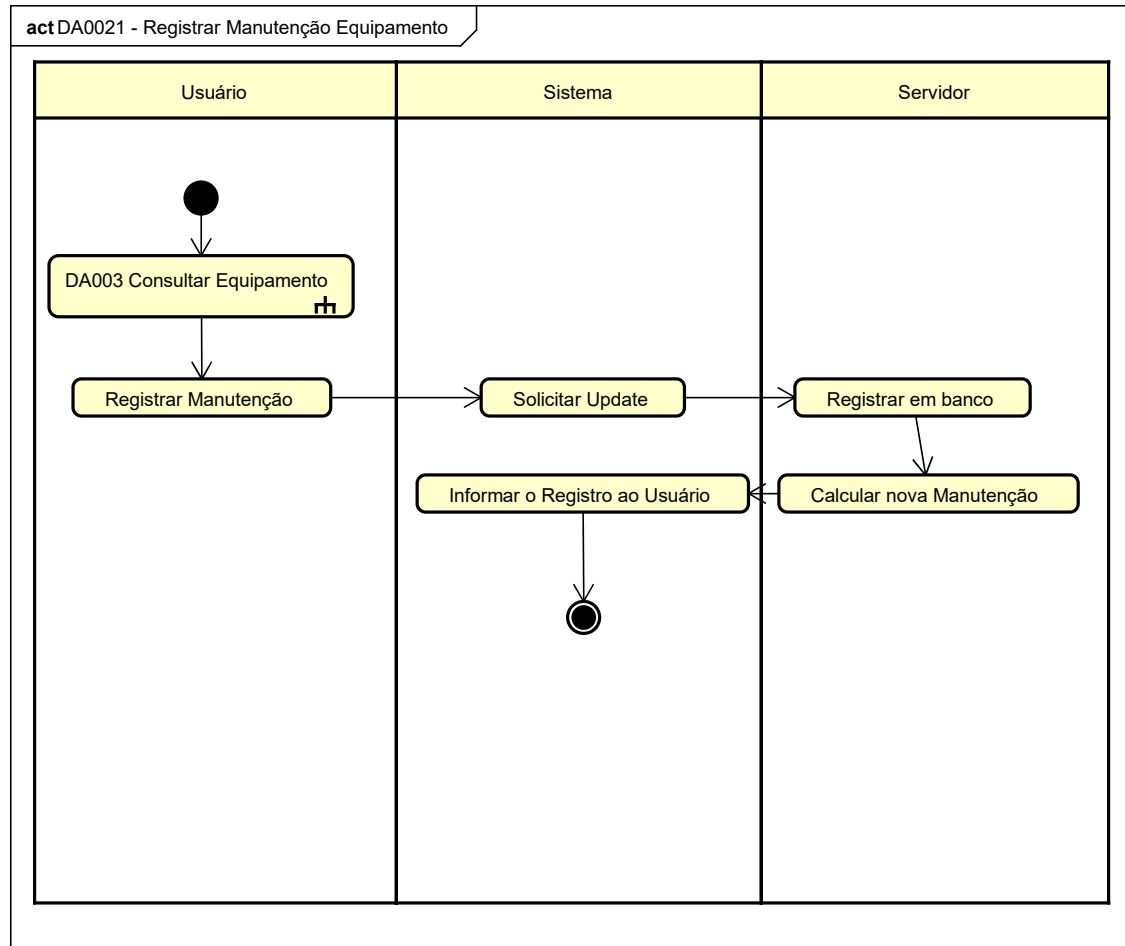 act DA0021 - Registrar Manutenção Equipamento
Usuário
Sistema
Servidor
DA003 Consultar Equipamento
Registrar Manutenção
Solicitar Update
Registrar em banco
Informar o Registro ao Usuário
Calcular nova Manutenção